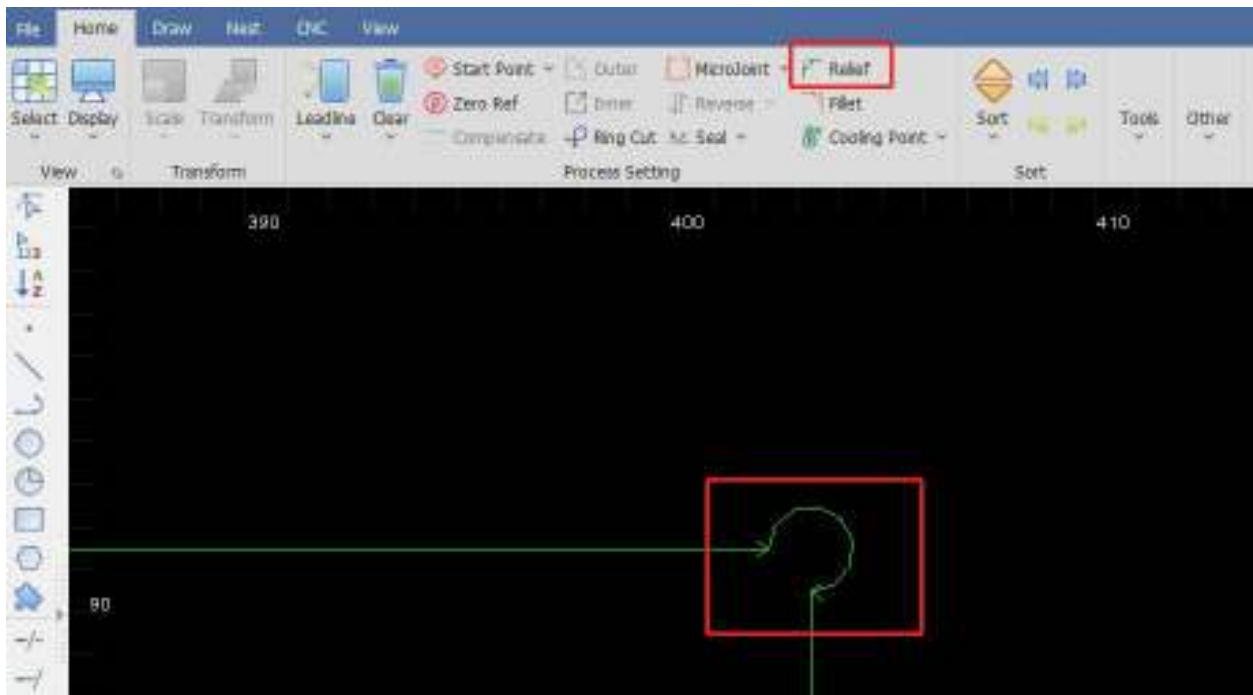 File Home Draw Nest CNC View
Start Point Outer MicroJoint Relief
Zero Ref Inner Reverse Fillet
Select Display Scale Transform Leadline Clear Sort Tools Other
Compensate Ring Cut Seal Cooling Point
View Transform Process Setting Sort
390 400 410
123
A
Z
90